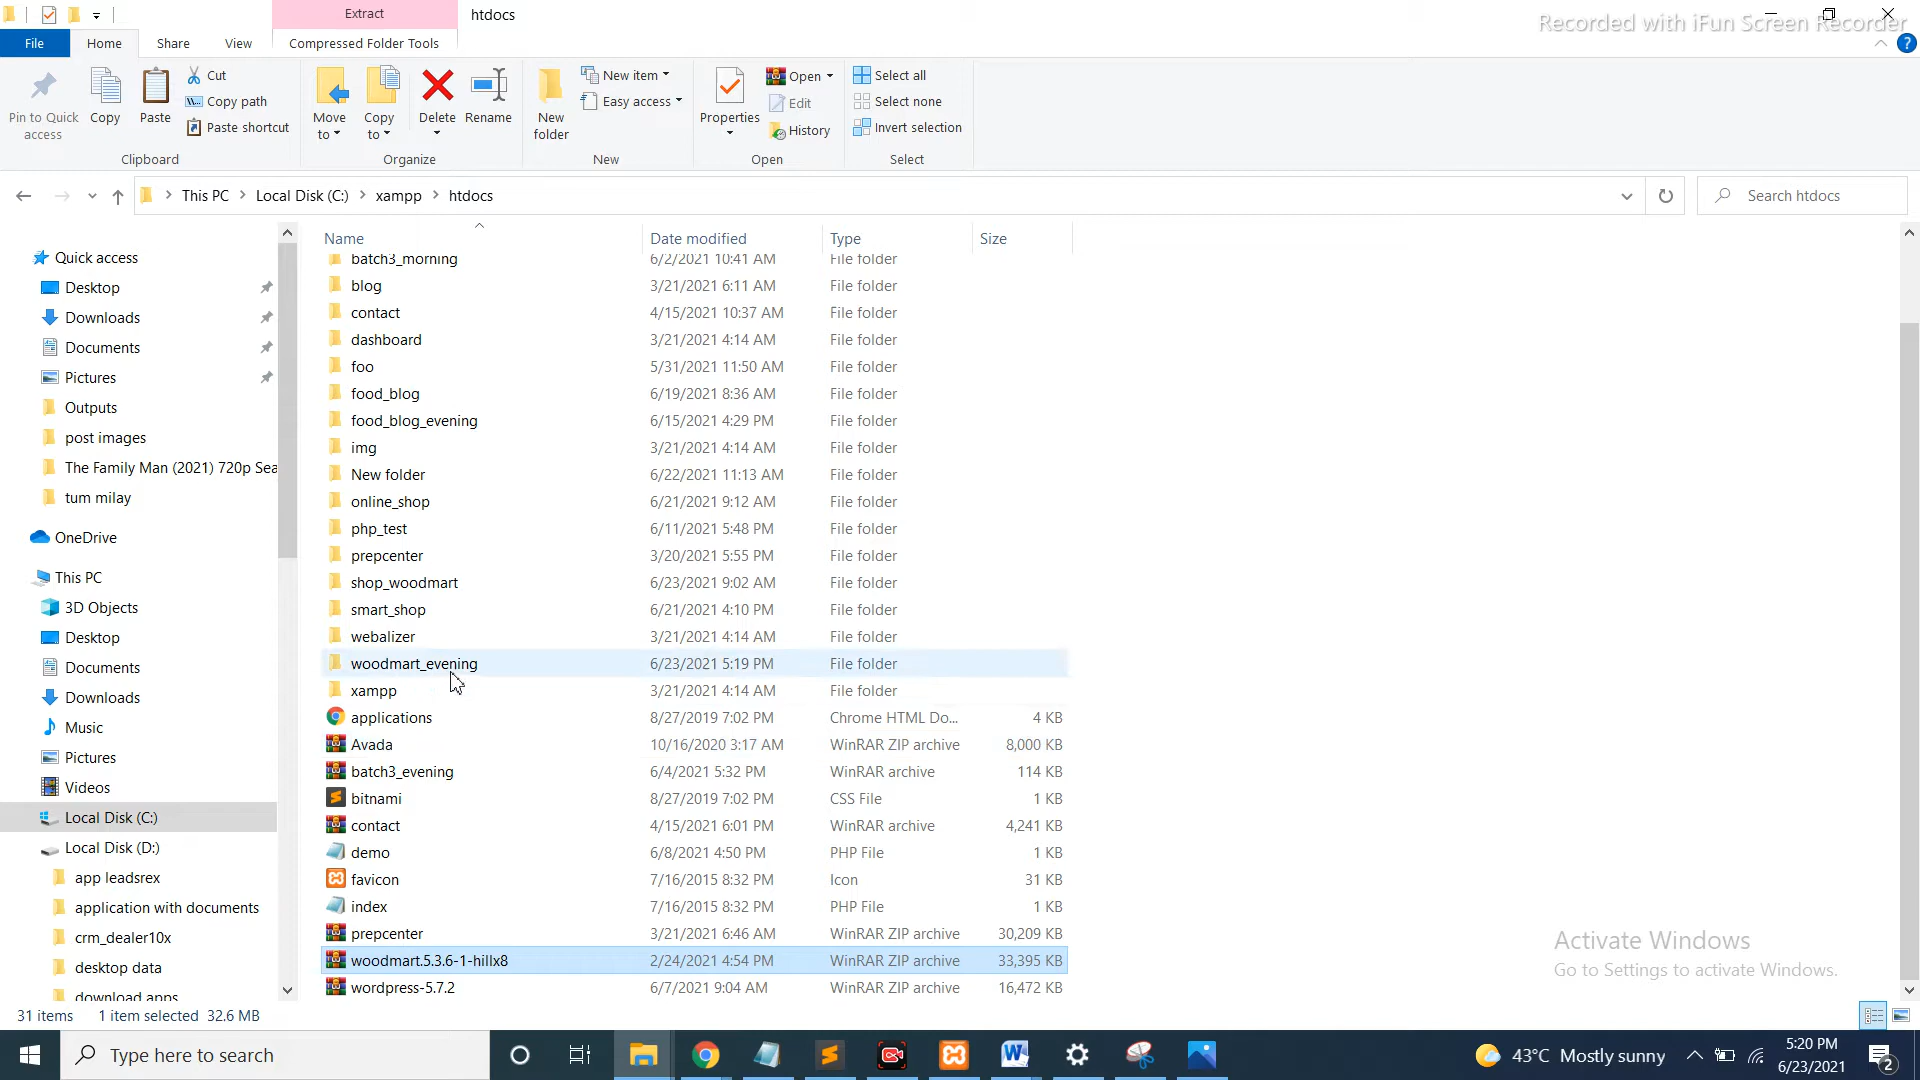 Extract
htdocs
Recorded with iFun Screen Recorder
File
Home
Share
View
Compressed Folder Tools
Pin to Quick access
Copy
Paste
Cut
Copy path
Paste shortcut
Clipboard
Move to
Copy to
Delete
Rename
Organize
New folder
New item
Easy access
New
Properties
Open
Edit
History
Open
Select all
Select none
Invert selection
Select
This PC > Local Disk (C:) > xampp > htdocs
Search htdocs
Quick access
Desktop
Downloads
Documents
Pictures
Outputs
post images
The Family Man (2021) 720p Sea
tum milay
OneDrive
This PC
3D Objects
Desktop
Documents
Downloads
Music
Pictures
Videos
Local Disk (C:)
Local Disk (D:)
app leadsrex
application with documents
crm_dealer10x
desktop data
download apps
Name Date modified Type Size
batch3_morning 6/2/2021 10:41 AM File folder
blog 3/21/2021 6:11 AM File folder
contact 4/15/2021 10:37 AM File folder
dashboard 3/21/2021 4:14 AM File folder
foo 5/31/2021 11:50 AM File folder
food_blog 6/19/2021 8:36 AM File folder
food_blog_evening 6/15/2021 4:29 PM File folder
img 3/21/2021 4:14 AM File folder
New folder 6/22/2021 11:13 AM File folder
online_shop 6/21/2021 9:12 AM File folder
php_test 6/11/2021 5:48 PM File folder
prepcenter 3/20/2021 5:55 PM File folder
shop_woodmart 6/23/2021 9:02 AM File folder
smart_shop 6/21/2021 4:10 PM File folder
webalizer 3/21/2021 4:14 AM File folder
woodmart_evening 6/23/2021 5:19 PM File folder
xampp 3/21/2021 4:14 AM File folder
applications 8/27/2019 7:02 PM Chrome HTML Do... 4 KB
Avada 10/16/2020 3:17 AM WinRAR ZIP archive 8,000 KB
batch3_evening 6/4/2021 5:32 PM WinRAR archive 114 KB
bitnami 8/27/2019 7:02 PM CSS File 1 KB
contact 4/15/2021 6:01 PM WinRAR archive 4,241 KB
demo 6/8/2021 4:50 PM PHP File 1 KB
favicon 7/16/2015 8:32 PM Icon 31 KB
index 7/16/2015 8:32 PM PHP File 1 KB
prepcenter 3/21/2021 6:46 AM WinRAR ZIP archive 30,209 KB
woodmart.5.3.6-1-hillx8 2/24/2021 4:54 PM WinRAR ZIP archive 33,395 KB
wordpress-5.7.2 6/7/2021 9:04 AM WinRAR ZIP archive 16,472 KB
Activate Windows
Go to Settings to activate Windows.
31 items 1 item selected 32.6 MB
Type here to search
43°C Mostly sunny
5:20 PM
6/23/2021
2